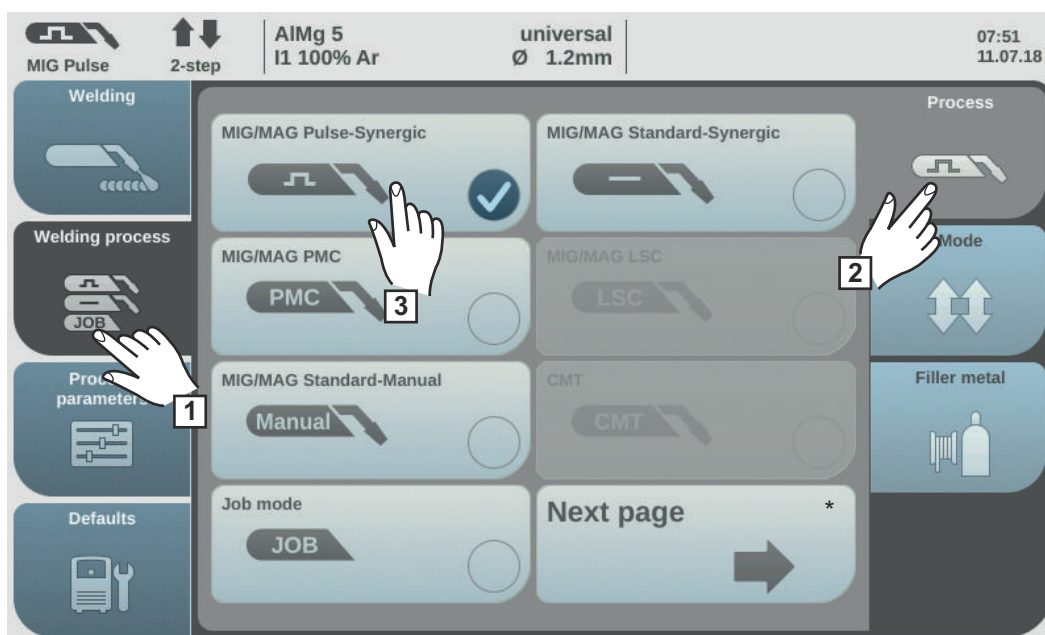 MIG Pulse
2-step
AlMg 5
I1 100% Ar
universal
Ø 1.2mm
07:51
11.07.18
Welding
Welding process
JOB
1
parameters
Defaults
MIG/MAG Pulse-Synergic
MIG/MAG Standard-Synergic
3
MIG/MAG PMC
PMC
MIG/MAG LSC
LSC
MIG/MAG Standard-Manual
Manual
CMT
CMT
Job mode
JOB
Next page *
Process
2
Mode
Filler metal